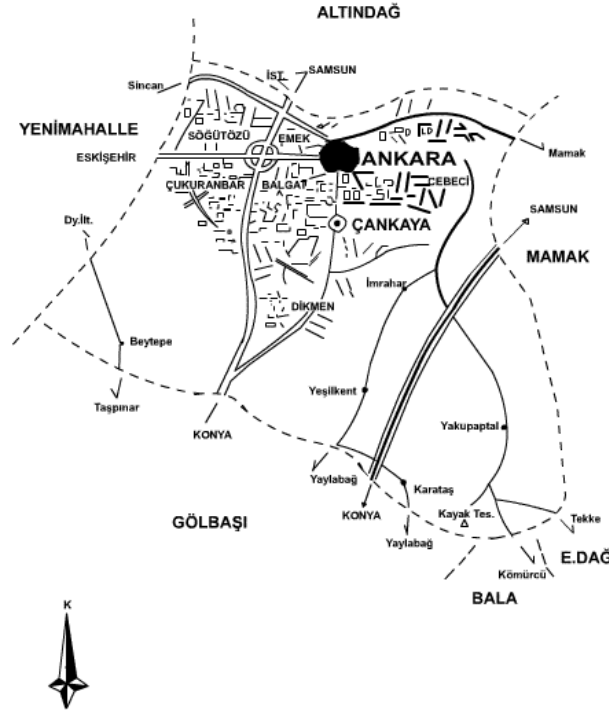 ALTINDAĞ
İST.
SAMSUN
Sincan
YENİMAHALLE
SÖĞÜTÖZÜ
EMEK
ESKİŞEHİR
ANKARA
Mamak
ÇUKURANBAR
BALGAT
CEBECİ
SAMSUN
Dy.İlt.
ÇANKAYA
MAMAK
İmrahar
DİKMEN
Beytepe
Yeşilkent
Taşpınar
KONYA
Yakupaptal
Yaylabağ
Karataş
KONYA
Kayak Tes.
Tekke
GÖLBAŞI
Yaylabağ
E.DAĞ
Kömürcü
BALA
K